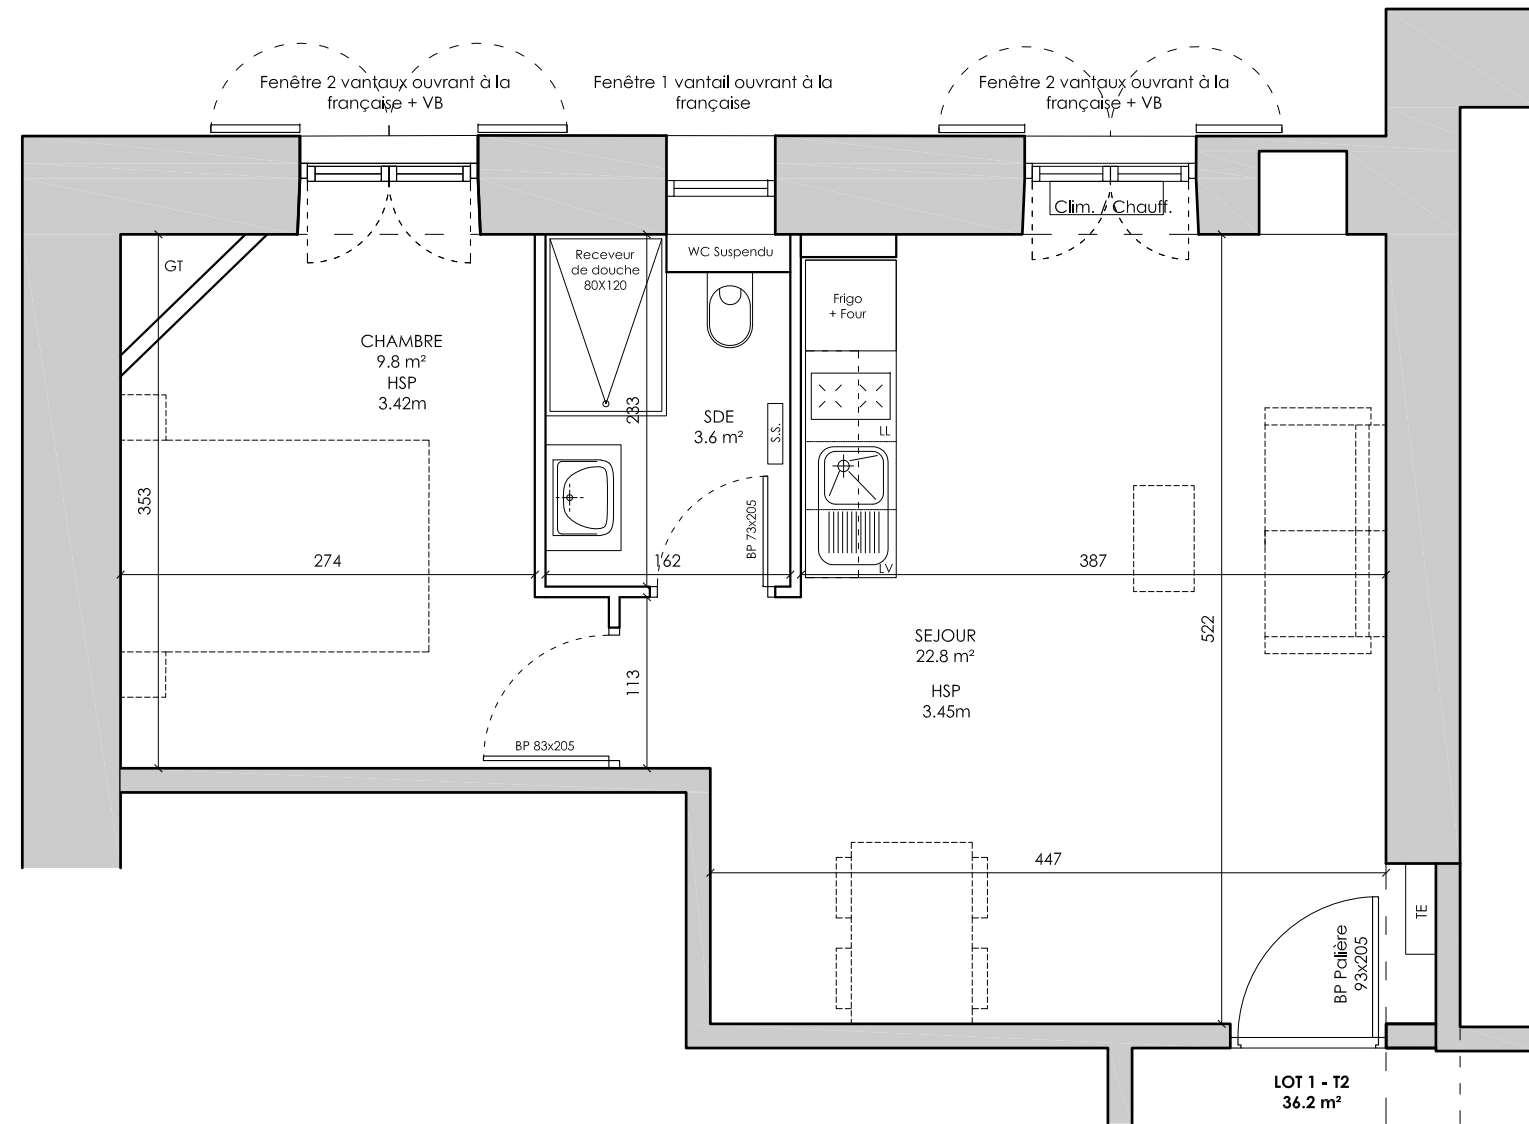 Fenêtre 2 vantaux ouvrant à la
française + VB
Fenêtre 1 vantail ouvrant à la
française
Fenêtre 2 vantaux ouvrant à la
française + VB
Clim. / Chauff.
GT
Receveur
de douche
80X120
WC Suspendu
Frigo
+ Four
CHAMBRE
9.8 m²
HSP
3.42m
233
SDE
3.6 m²
S.S.
LL
353
BP 73x205
274
162
LV
387
522
SEJOUR
22.8 m²
HSP
3.45m
113
BP 83x205
447
TE
BP Palière
93x205
LOT 1 - T2
36.2 m²